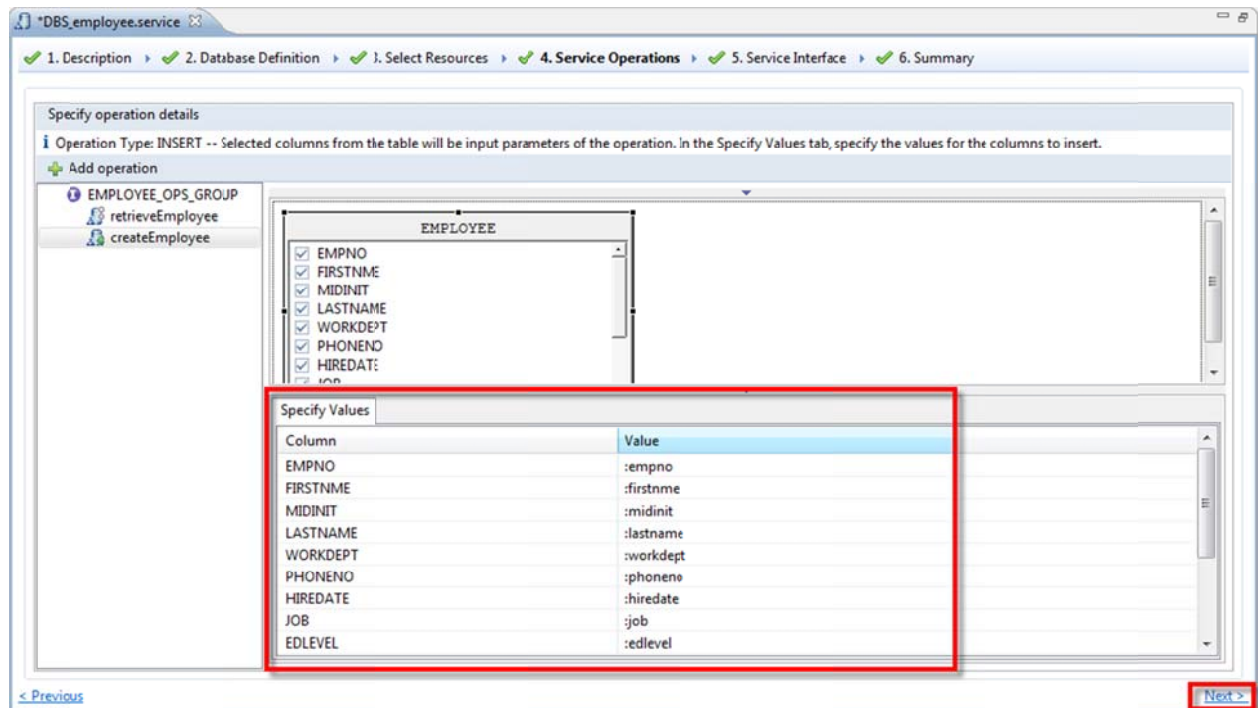 *DBS_employee.service
1. Description 2. Database Definition 3. Select Resources 4. Service Operations 5. Service Interface 6. Summary
Specify operation details
i Operation Type: INSERT -- Selected columns from the table will be input parameters of the operation. In the Specify Values tab, specify the values for the columns to insert.
Add operation
EMPLOYEE_OPS_GROUP
retrieveEmployee
createEmployee
EMPLOYEE
EMPNO
FIRSTNME
MIDINIT
LASTNAME
WORKDEPT
PHONENO
HIREDATE
JOB
Specify Values
Column Value
EMPNO :empno
FIRSTNME :firstnme
MIDINIT :midinit
LASTNAME :lastname
WORKDEPT :workdept
PHONENO :phoneno
HIREDATE :hiredate
JOB :job
EDLEVEL :edlevel
< Previous Next >